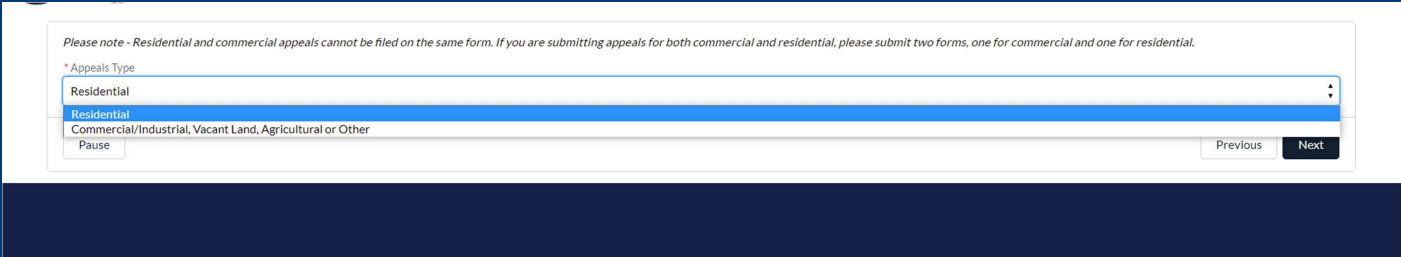 Please note - Residential and commercial appeals cannot be filed on the same form. If you are submitting appeals for both commercial and residential, please submit two forms, one for commercial and one for residential.
* Appeals Type
Residential
Residential
Commercial/Industrial, Vacant Land, Agricultural or Other
Pause Previous Next